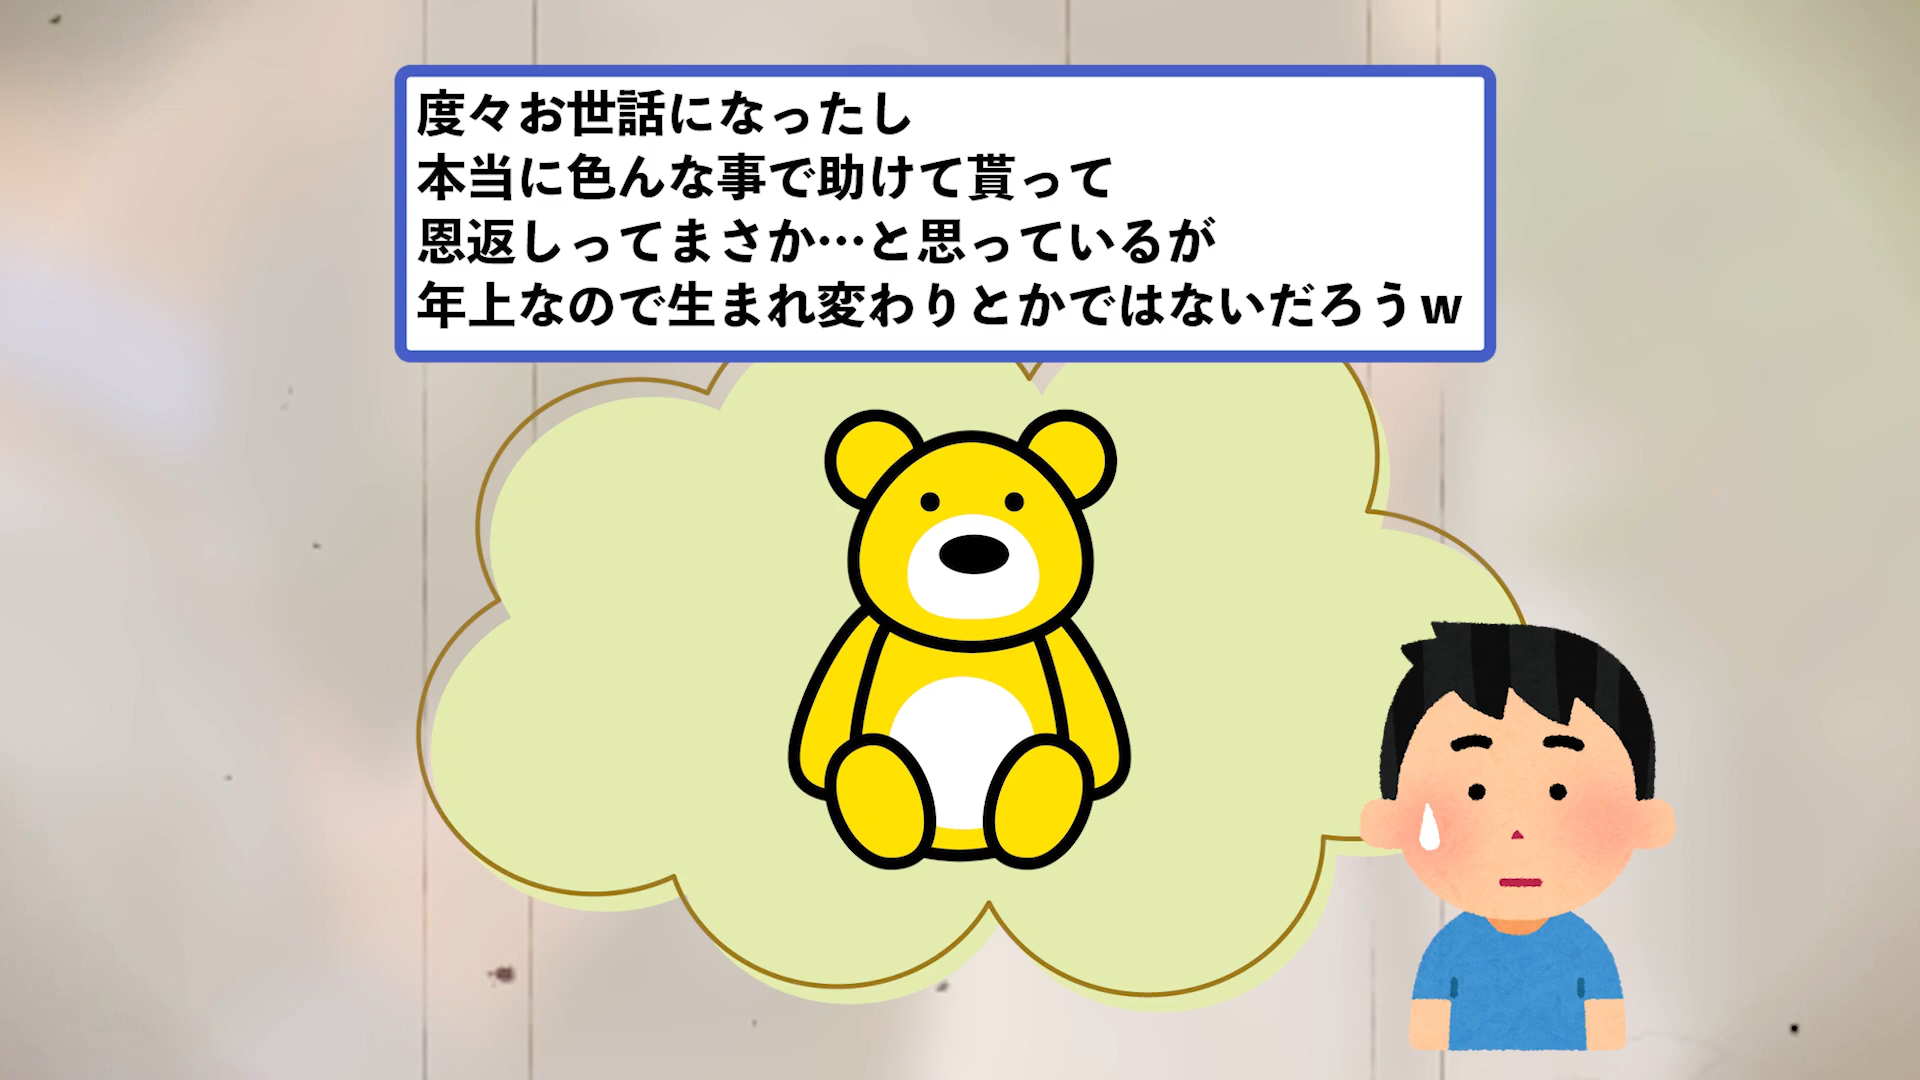 度々お世話になったし
本当に色んな事で助けて貰って
恩返しってまさか…と思っているが
年上なので生まれ変わりとかではないだろうｗ